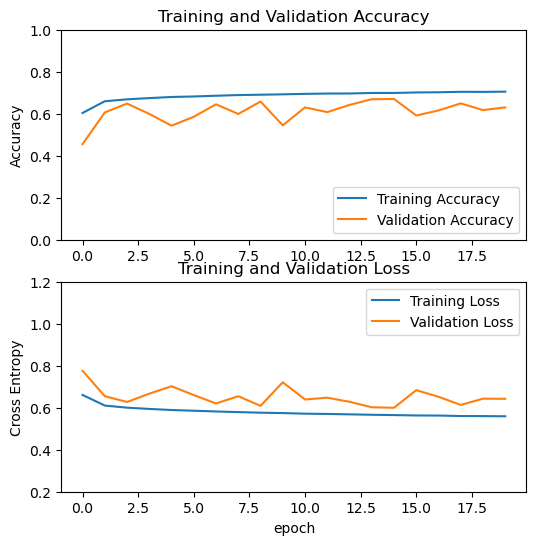 Training and Validation Accuracy
1.0
0.8
0.6
0.4
0.2
0.0
Accuracy
Training Accuracy
Validation Accuracy
0.0 2.5 5.0 7.5 10.0 12.5 15.0 17.5
Training and Validation Loss
1.2
1.0
0.8
0.6
0.4
0.2
Cross Entropy
Training Loss
Validation Loss
0.0 2.5 5.0 7.5 10.0 12.5 15.0 17.5
epoch